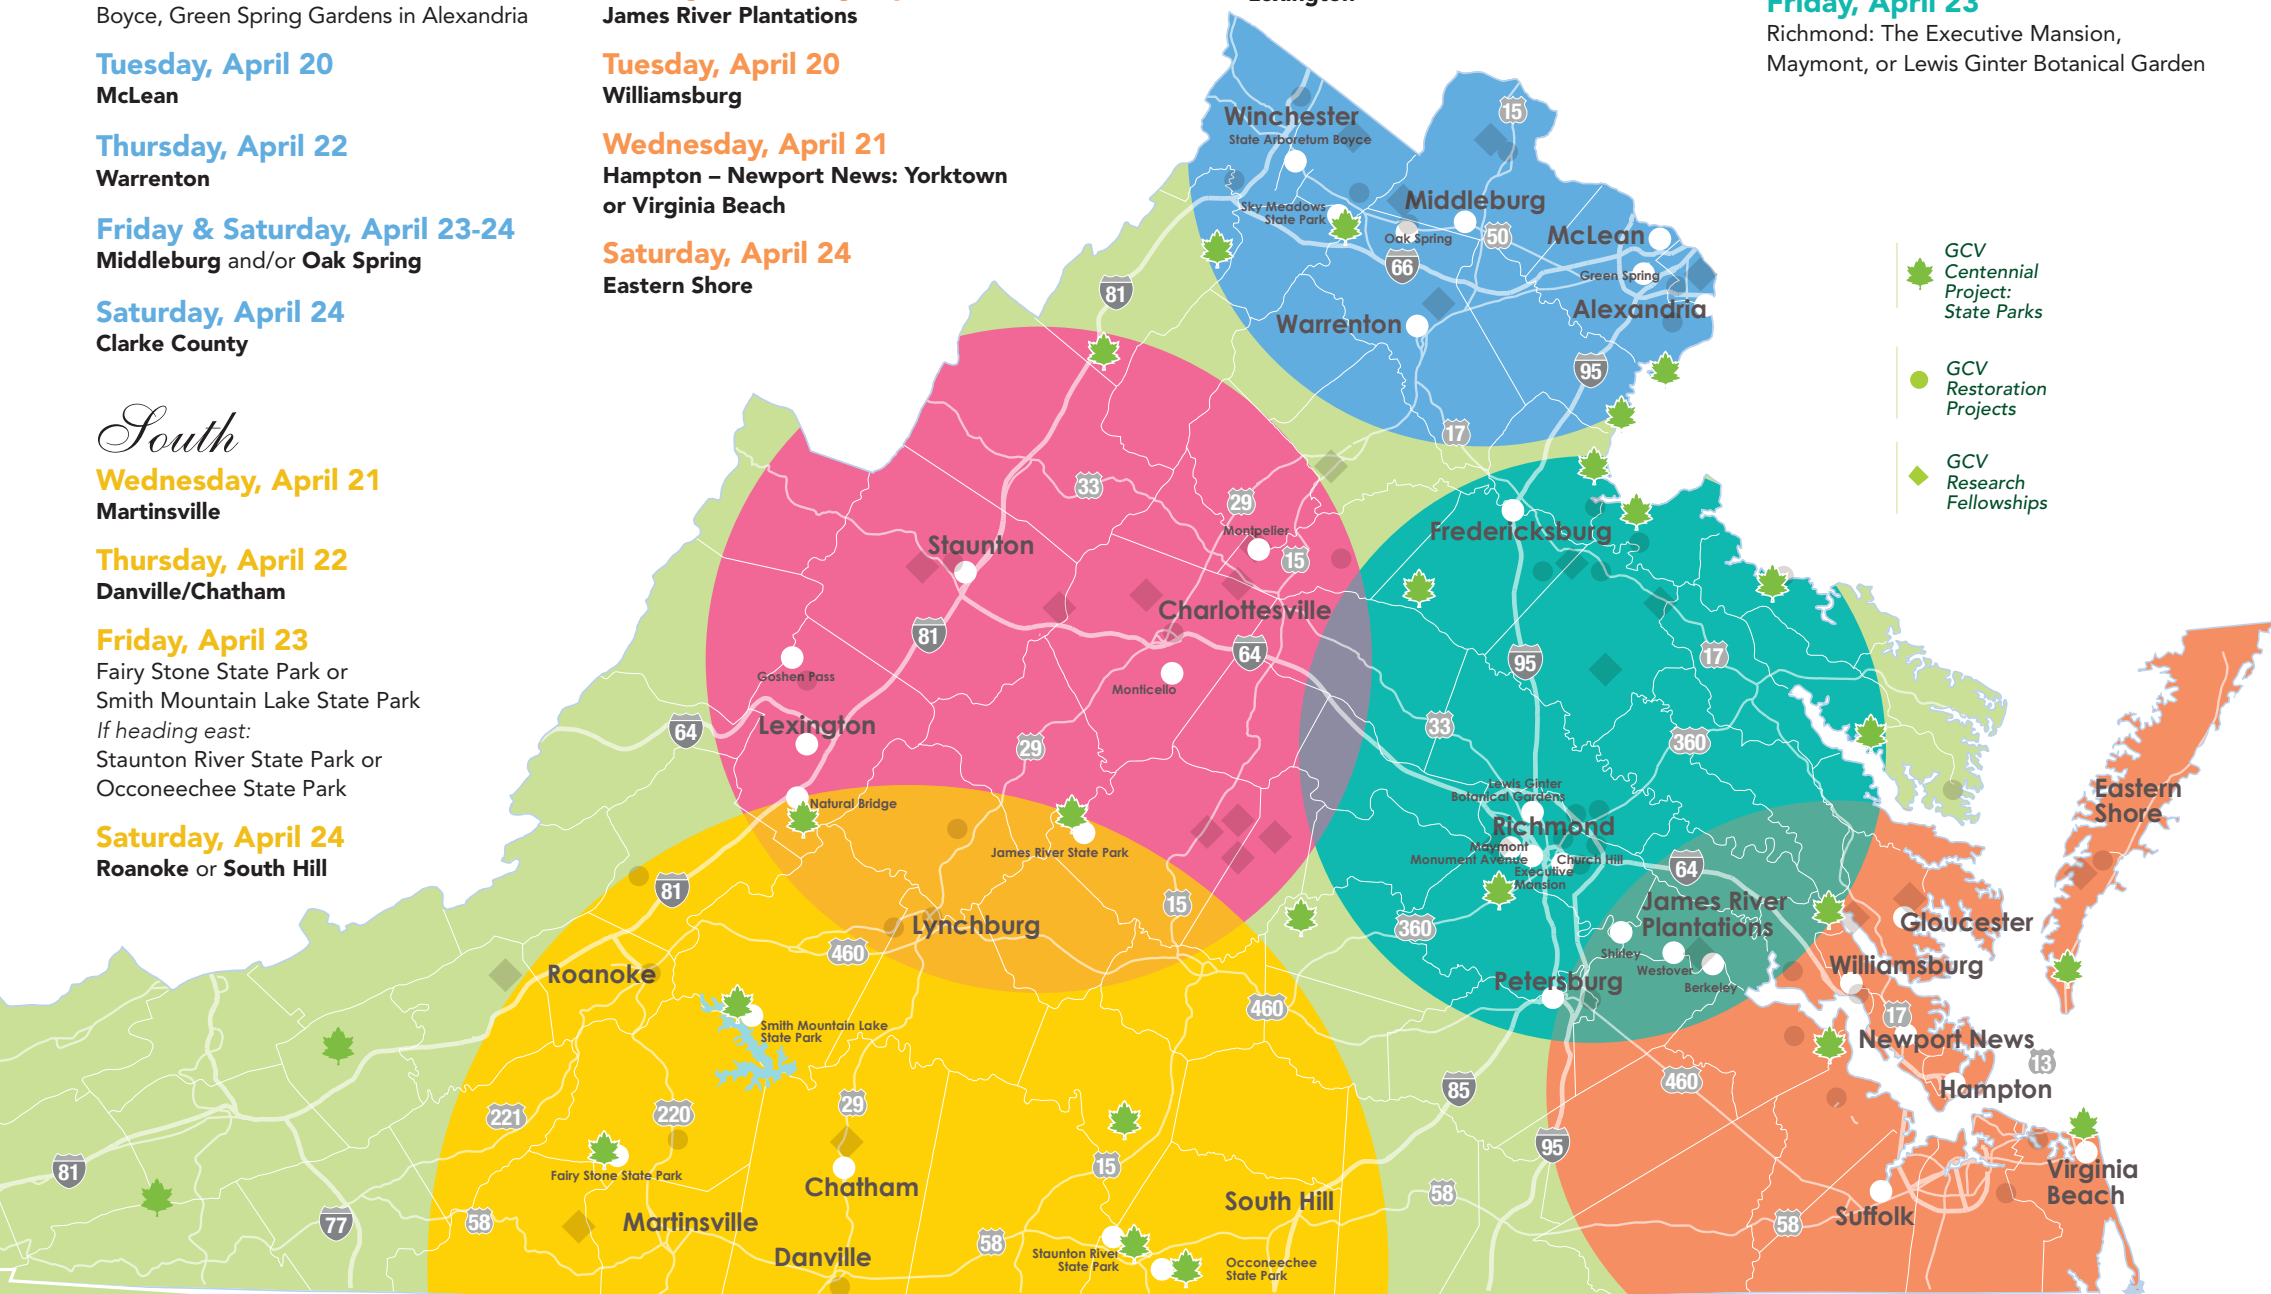 Boyce, Green Spring Gardens in Alexandria
Tuesday, April 20
McLean
Thursday, April 22
Warrenton
Friday & Saturday, April 23-24
Middleburg and/or Oak Spring
Saturday, April 24
Clarke County
South
Wednesday, April 21
Martinsville
Thursday, April 22
Danville/Chatham
Friday, April 23
Fairy Stone State Park or
Smith Mountain Lake State Park
If heading east:
Staunton River State Park or
Occoneechee State Park
Saturday, April 24
Roanoke or South Hill
James River Plantations
Tuesday, April 20
Williamsburg
Wednesday, April 21
Hampton – Newport News: Yorktown
or Virginia Beach
Saturday, April 24
Eastern Shore
Lexington
Friday, April 23
Richmond: The Executive Mansion,
Maymont, or Lewis Ginter Botanical Garden
GCV
Centennial
Project:
State Parks
GCV
Restoration
Projects
GCV
Research
Fellowships
Winchester
State Arboretum Boyce
15
Sky Meadows
State Park
Middleburg
Oak Spring
50
McLean
66
Green Spring
Alexandria
Warrenton
81
95
17
33
29
Montpelier
15
Staunton
Charlottesville
81
64
Goshen Pass
Monticello
Lexington
64
29
Natural Bridge
James River State Park
Fredericksburg
95
17
33
360
Lewis Ginter
Botanical Gardens
Richmond
Maymont
Monument Avenue
Church Hill
Executive
Mansion
64
360
James River
Plantations
Shirley
Westover
Berkeley
Petersburg
Eastern
Shore
Gloucester
Williamsburg
17
Newport News
13
Hampton
Virginia
Beach
Suffolk
58
460
85
95
58
81
15
Lynchburg
460
Roanoke
460
Smith Mountain Lake
State Park
221
220
29
Fairy Stone State Park
Chatham
15
South Hill
58
Martinsville
Danville
58
Staunton River
State Park
Occoneechee
State Park
81
77